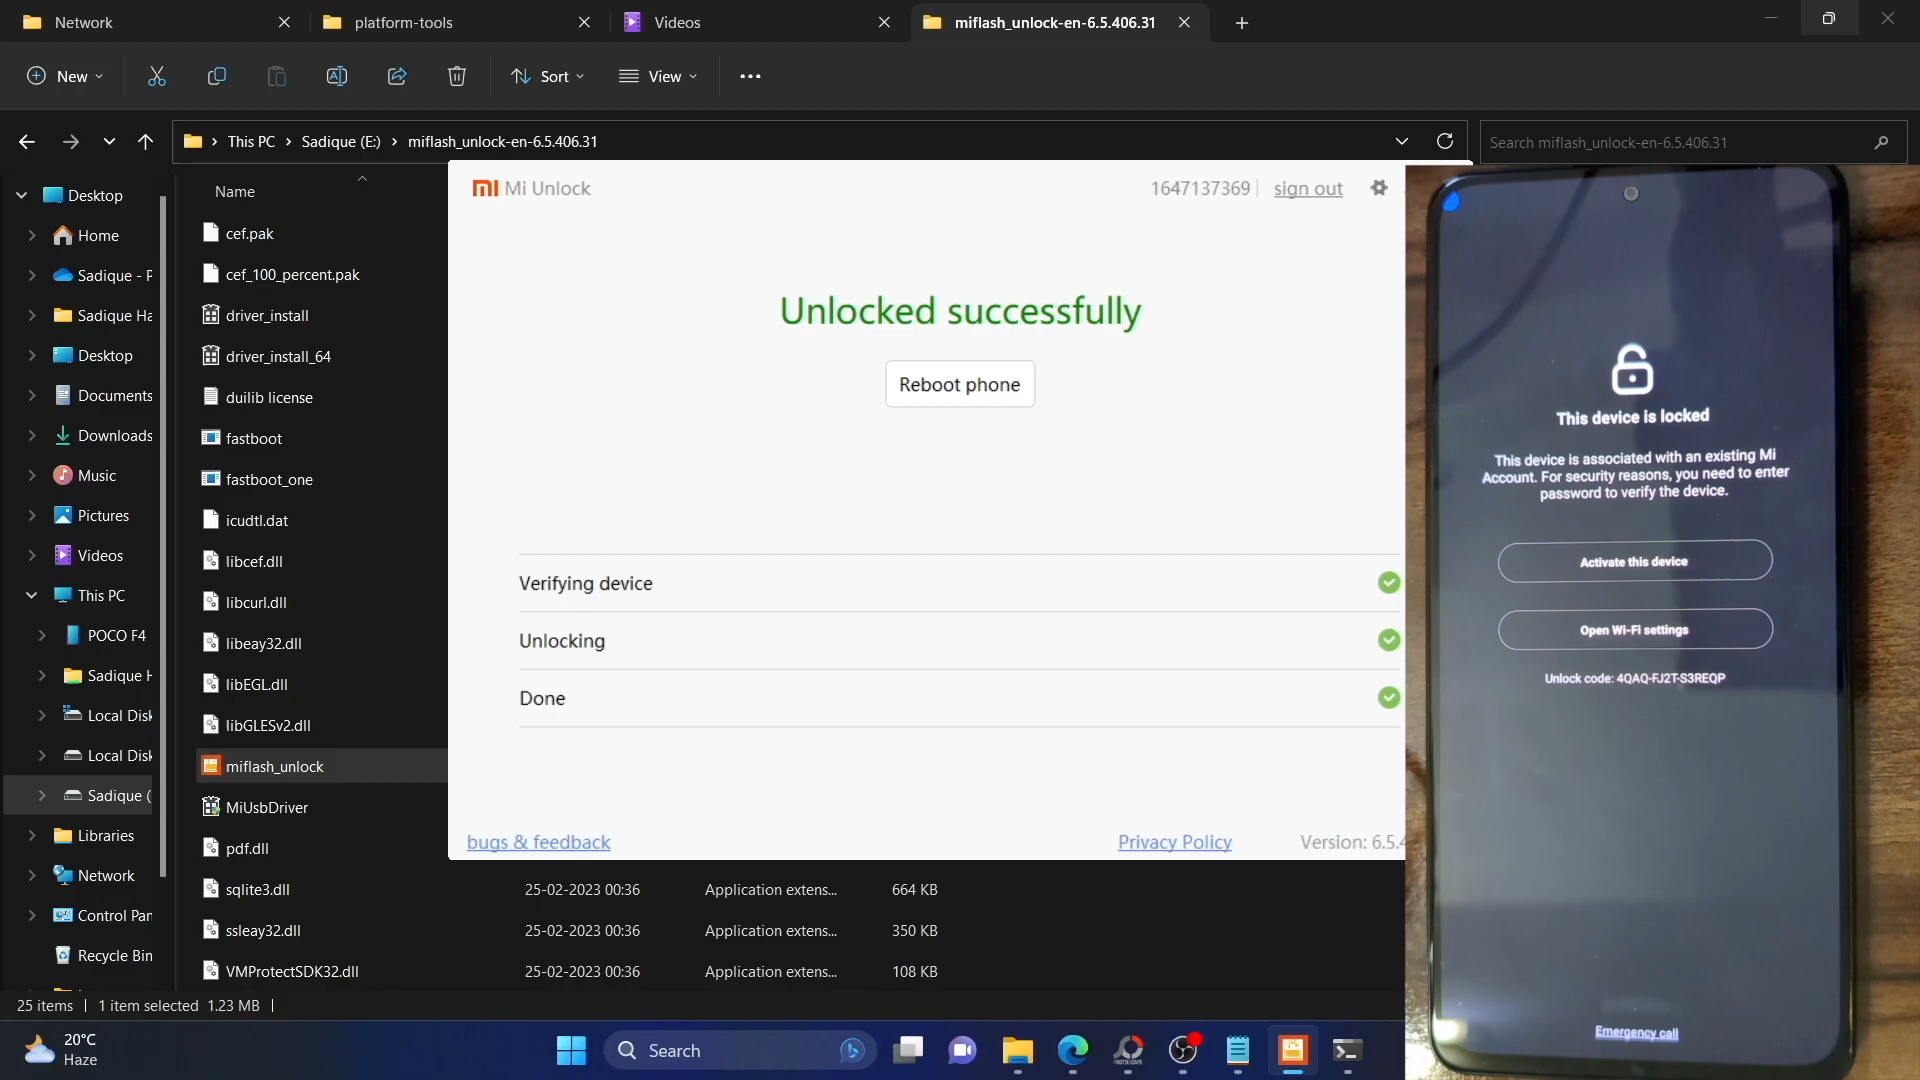 Network
platform-tools
Videos
miflash_unlock-en-6.5.406.31
New
Sort
View
This PC
Sadique (E:)
miflash_unlock-en-6.5.406.31
Search miflash_unlock-en-6.5.406.31
Desktop
Home
Sadique - P
Sadique Ha
Desktop
Documents
Downloads
Music
Pictures
Videos
This PC
POCO F4
Sadique H
Local Disk
Local Disk
Sadique (
Libraries
Network
Control Pan
Recycle Bin
Name
cef.pak
cef_100_percent.pak
driver_install
driver_install_64
duilib license
fastboot
fastboot_one
icudtl.dat
libcef.dll
libcurl.dll
libeay32.dll
libEGL.dll
libGLESv2.dll
miflash_unlock
MiUsbDriver
pdf.dll
sqlite3.dll 25-02-2023 00:36 Application extens... 664 KB
ssleay32.dll 25-02-2023 00:36 Application extens... 350 KB
VMProtectSDK32.dll 25-02-2023 00:36 Application extens... 108 KB
mi Mi Unlock
1647137369
sign out
Unlocked successfully
Reboot phone
Verifying device
Unlocking
Done
bugs & feedback
Privacy Policy
Version: 6.5.4
This device is locked
This device is associated with an existing Mi
Account. For security reasons, you need to enter
password to verify the device.
Activate this device
Open Wi-Fi settings
Unlock code: 4QAQ-FJ2T-S3REQP
Emergency call
25 items
1 item selected 1.23 MB
20°C
Haze
Search